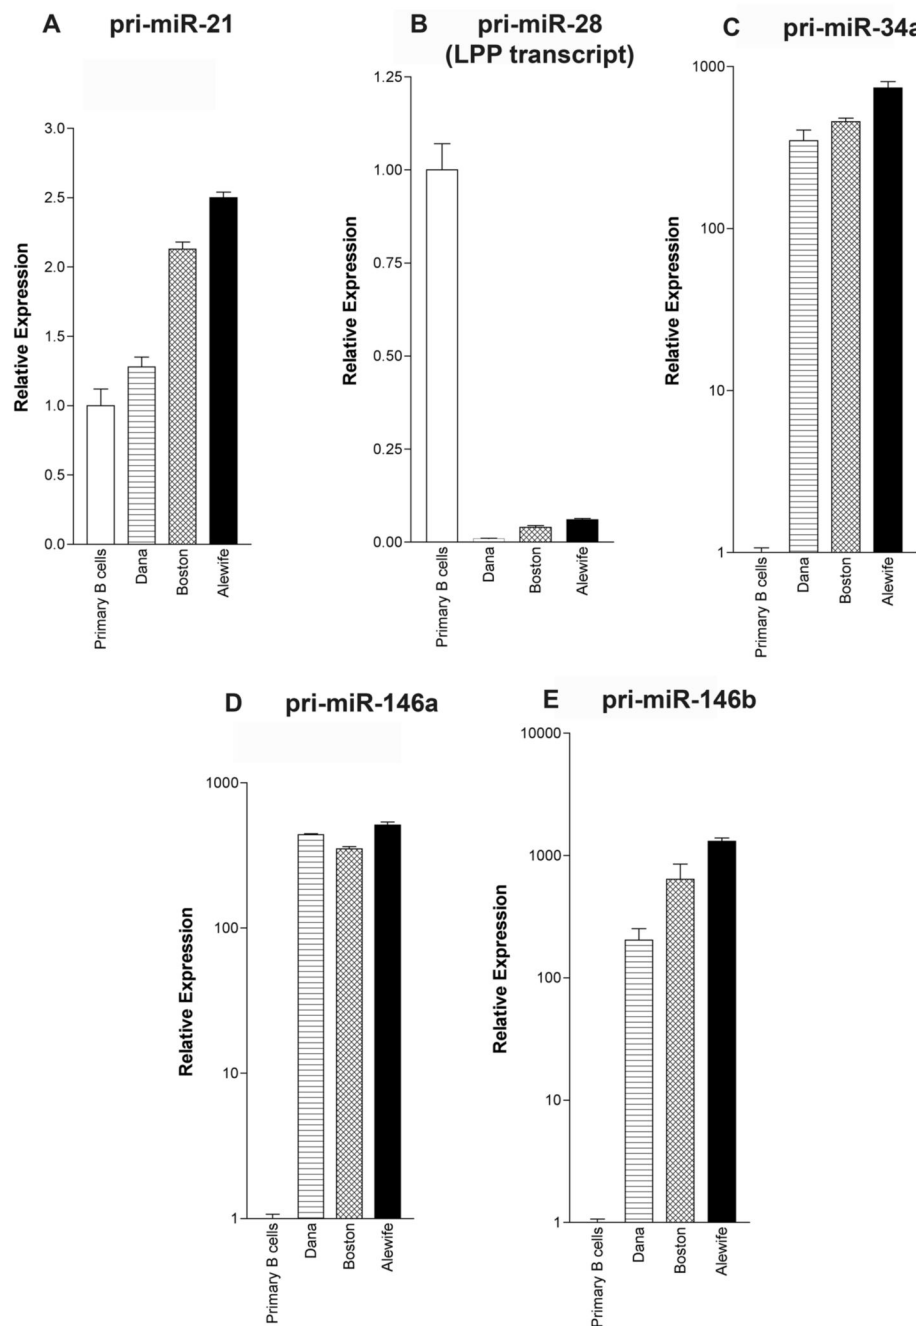 A pri-miR-21
Relative Expression
3.0
2.5
2.0
1.5
1.0
0.5
0.0
Primary B cells
Dana
Boston
Alewife
B pri-miR-28
(LPP transcript)
Relative Expression
1.25
1.00
0.75
0.50
0.25
0.00
Primary B cells
Dana
Boston
Alewife
C pri-miR-34a
Relative Expression
1000
100
10
1
Primary B cells
Dana
Boston
Alewife
D pri-miR-146a
Relative Expression
1000
100
10
1
Primary B cells
Dana
Boston
Alewife
E pri-miR-146b
Relative Expression
10000
1000
100
10
1
Primary B cells
Dana
Boston
Alewife